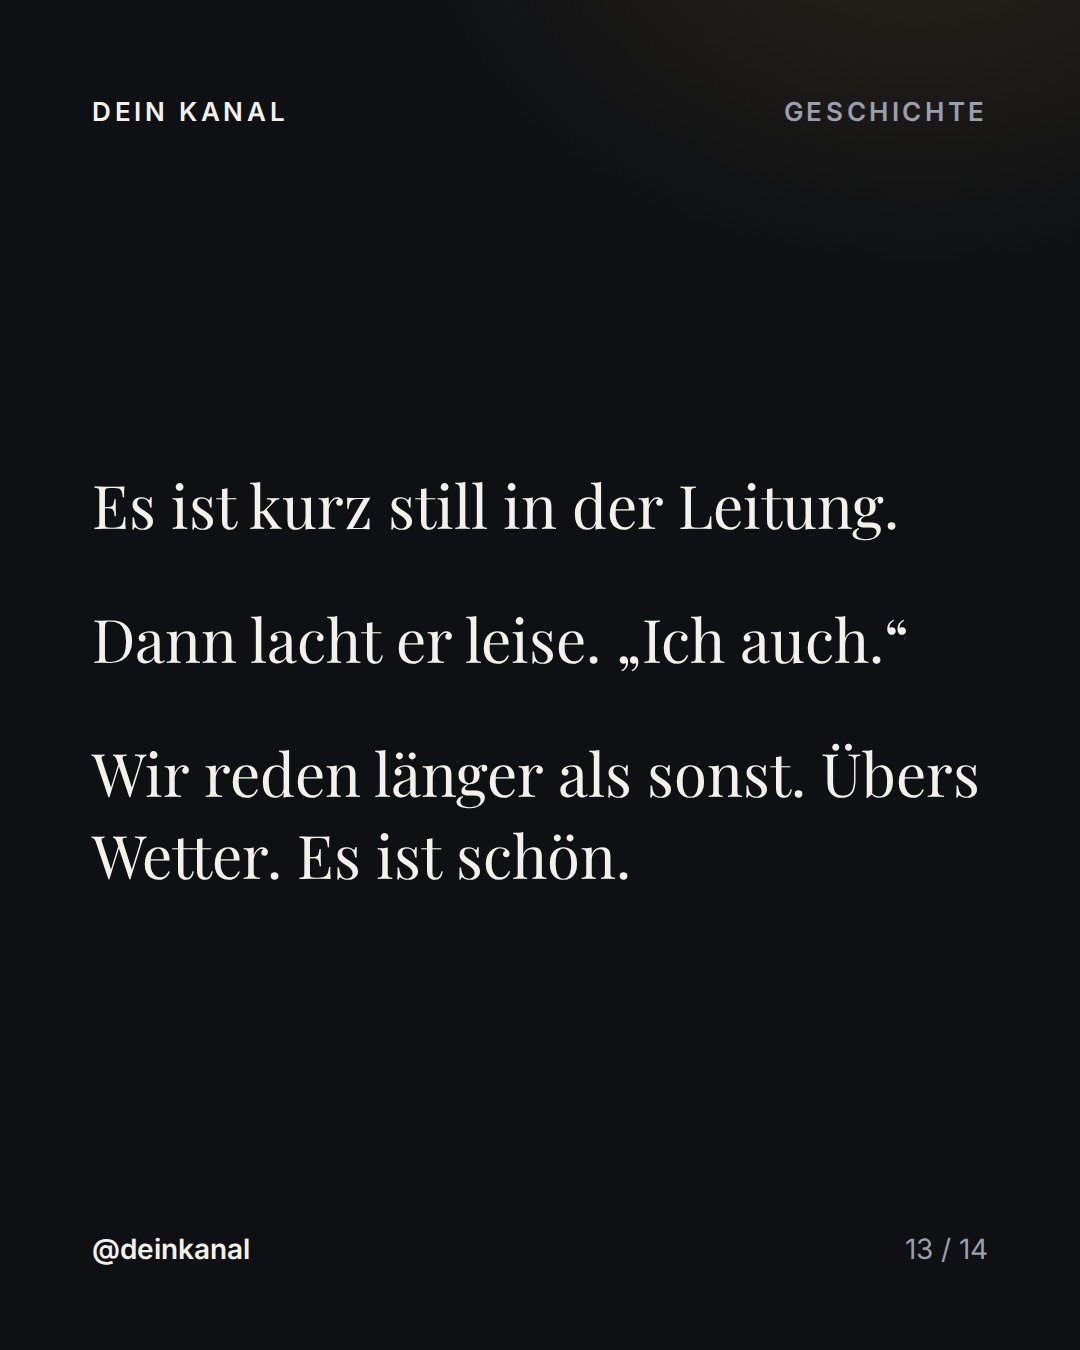 DEIN KANAL
GESCHICHTE
Es ist kurz still in der Leitung.
Dann lacht er leise. „Ich auch.“
Wir reden länger als sonst. Übers
Wetter. Es ist schön.
@deinkanal
13 / 14